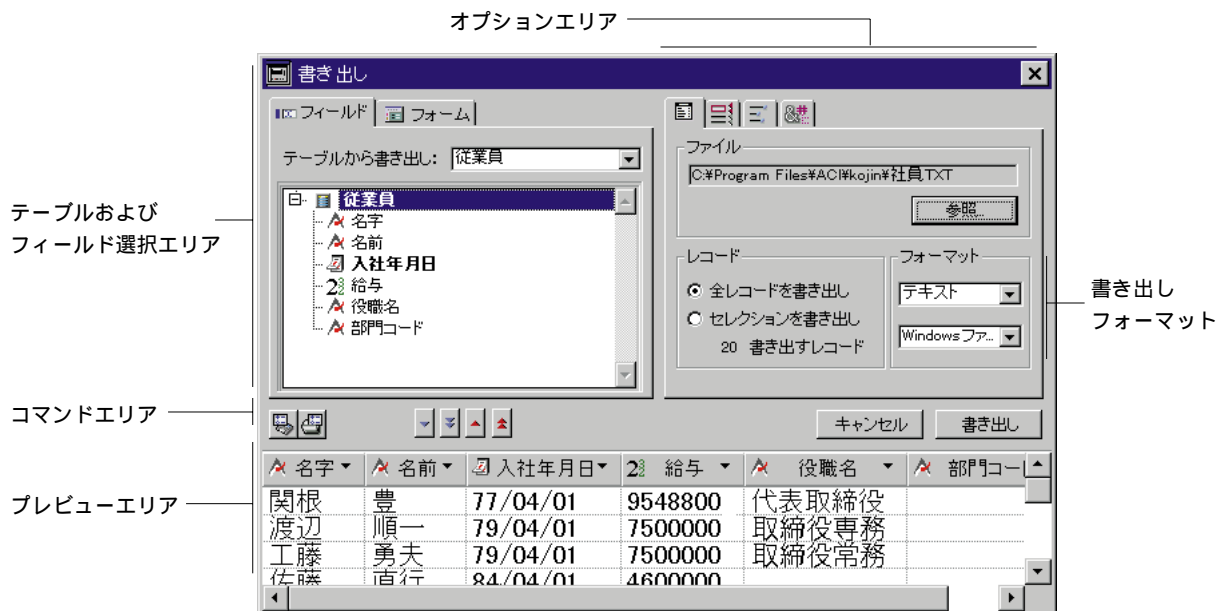 オプションエリア
書き出し
フィールド フォーム
テーブルから書き出し: 従業員
従業員
名字
名前
入社年月日
給与
役職名
部門コード
ファイル
C:¥Program Files¥ACI¥kojin¥社員TXT
参照...
レコード
全レコードを書き出し
セレクションを書き出し
20 書き出すレコード
フォーマット
テキスト
Windowsファ...
テーブルおよび
フィールド選択エリア
書き出し
フォーマット
コマンドエリア
キャンセル 書き出し
プレビューエリア
名字 名前 入社年月日 給与 役職名 部門コー
関根 豊 77/04/01 9548800 代表取締役
渡辺 順一 79/04/01 7500000 取締役専務
工藤 勇夫 79/04/01 7500000 取締役常務
佐藤 直行 84/04/01 4600000